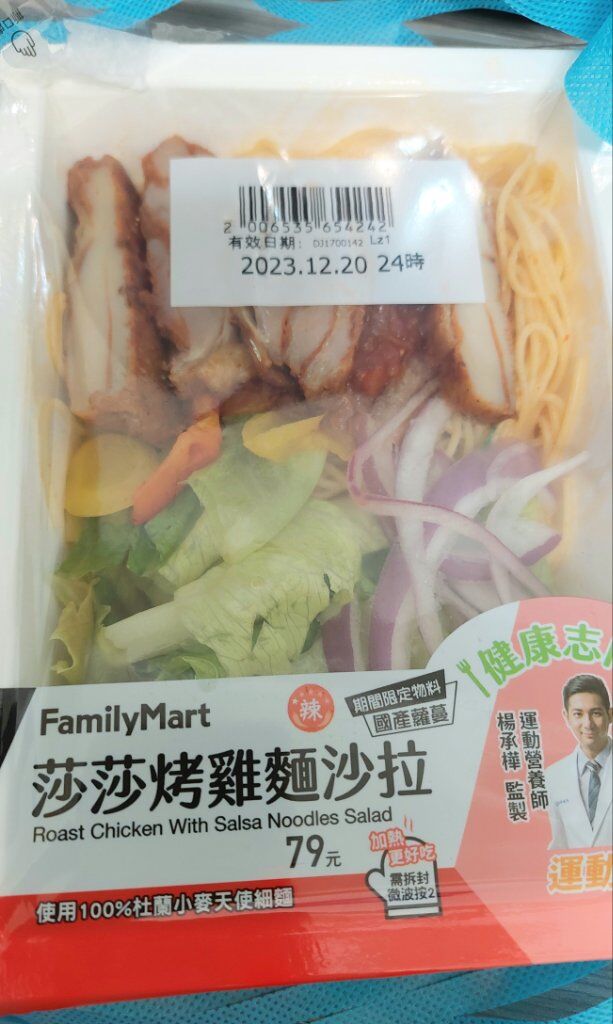 2 006535 654242
有效日期: DJ1700142 Lz1
2023.12.20 24時
健康志
FamilyMart
辣
期間限定物料
國產蘿蔓
莎莎烤雞麵沙拉
Roast Chicken With Salsa Noodles Salad
79元
加熱
更好吃
需拆封
微波按2
使用100%杜蘭小麥天使細麵
運動營養師
楊承樺 監製
運動